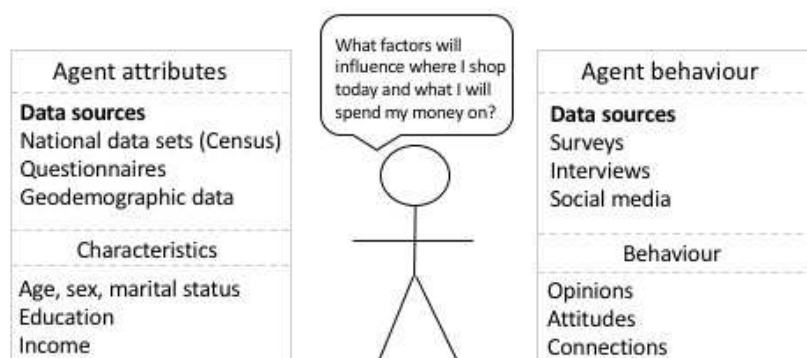 What factors will
influence where I shop
today and what I will
spend my money on?
Agent attributes
Data sources
National data sets (Census)
Questionnaires
Geodemographic data
Characteristics
Age, sex, marital status
Education
Income
Agent behaviour
Data sources
Surveys
Interviews
Social media
Behaviour
Opinions
Attitudes
Connections